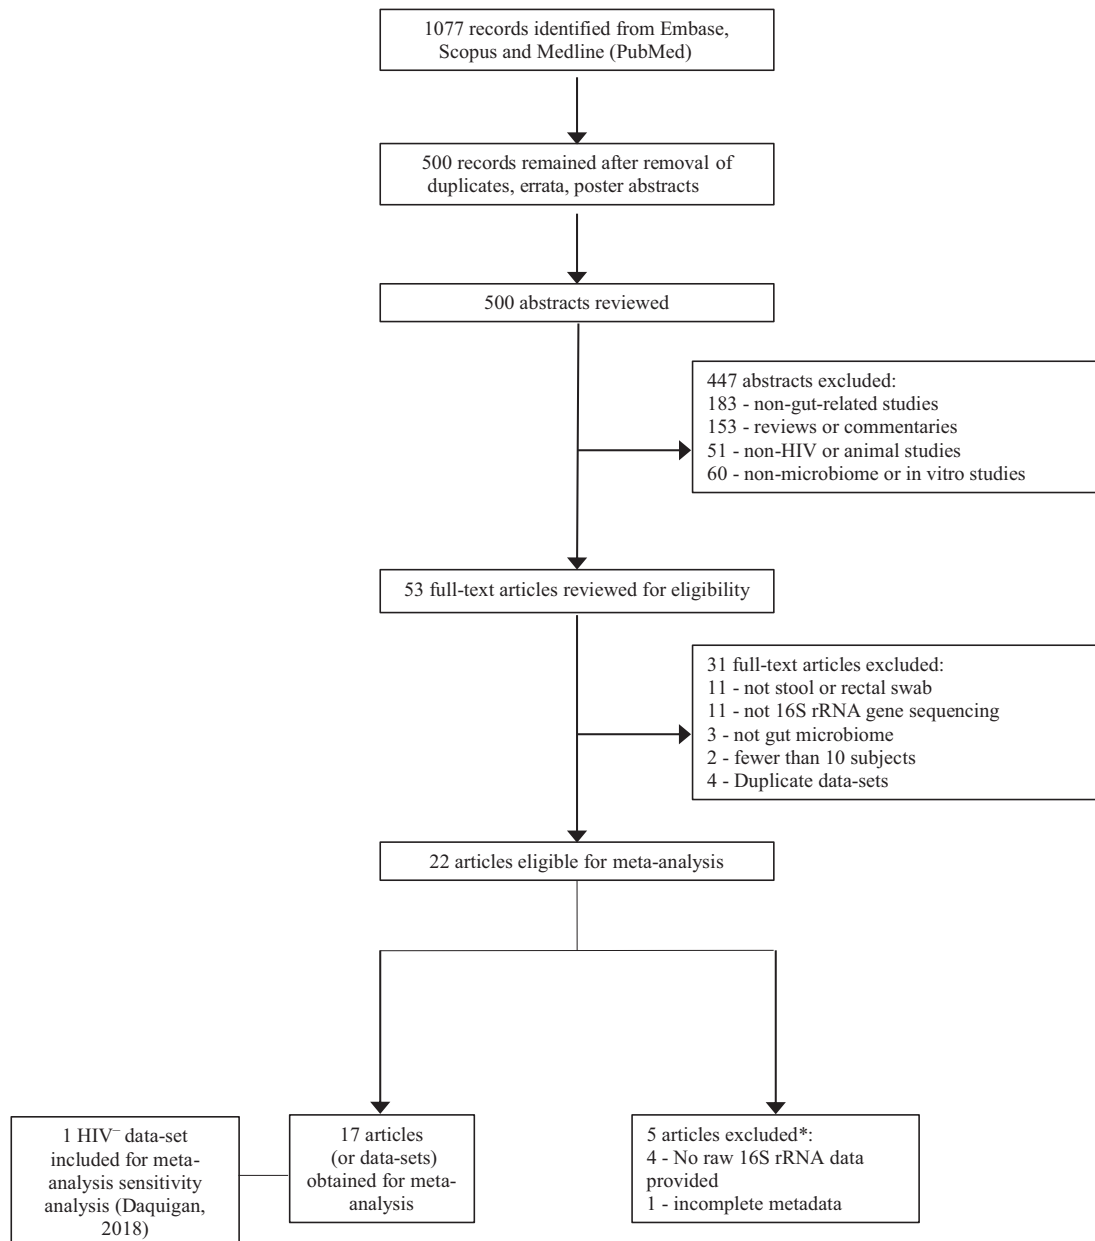 1077 records identified from Embase,
Scopus and Medline (PubMed)
500 records remained after removal of
duplicates, errata, poster abstracts
500 abstracts reviewed
447 abstracts excluded:
183 - non-gut-related studies
153 - reviews or commentaries
51 - non-HIV or animal studies
60 - non-microbiome or in vitro studies
53 full-text articles reviewed for eligibility
31 full-text articles excluded:
11 - not stool or rectal swab
11 - not 16S rRNA gene sequencing
3 - not gut microbiome
2 - fewer than 10 subjects
4 - Duplicate data-sets
22 articles eligible for meta-analysis
1 HIV⁻ data-set
included for meta-
analysis sensitivity
analysis (Daquigan,
2018)
17 articles
(or data-sets)
obtained for meta-
analysis
5 articles excluded*:
4 - No raw 16S rRNA data
provided
1 - incomplete metadata